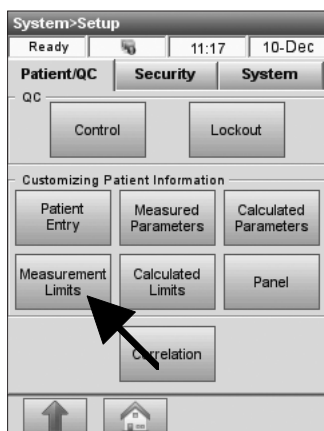 System>Setup
Ready 11:17 10-Dec
Patient/QC Security System
QC
Control Lockout
Customizing Patient Information
Patient Entry Measured Parameters Calculated Parameters
Measurement Limits Calculated Limits Panel
Correlation